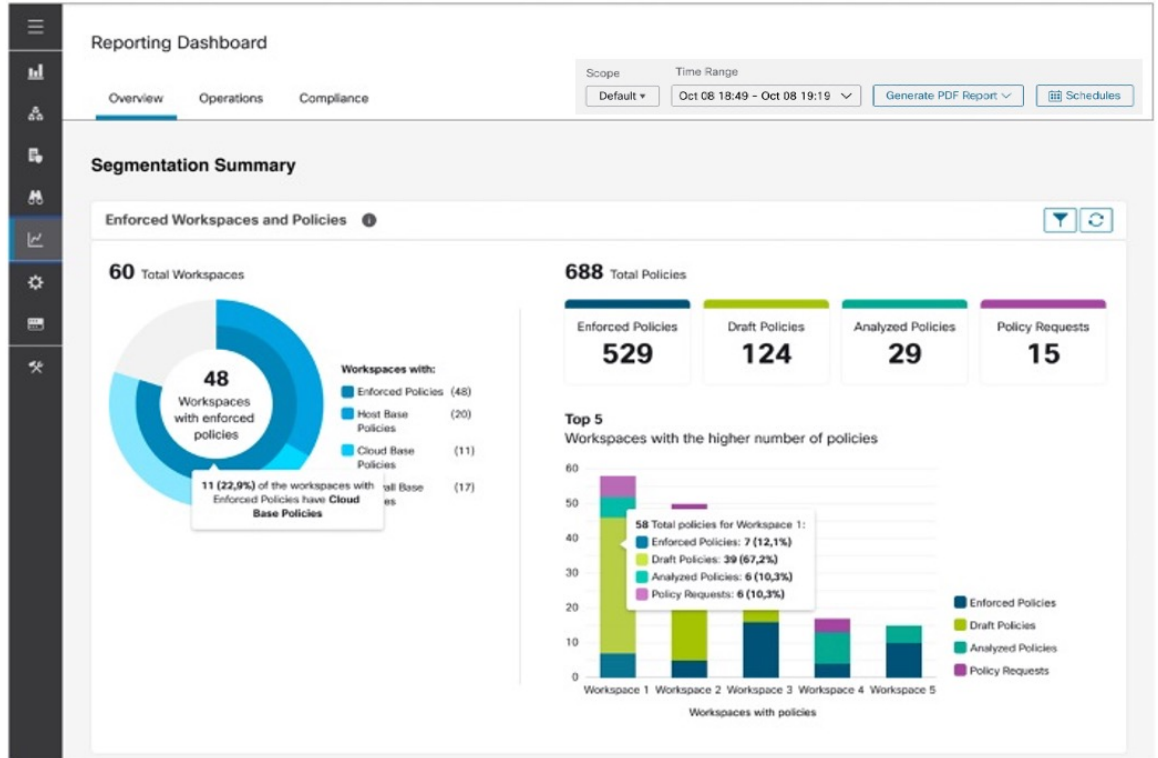 Reporting Dashboard
Overview
Operations
Compliance
Scope
Time Range
Default
Oct 08 18:49 - Oct 08 19:19
Generate PDF Report
Schedules
Segmentation Summary
Enforced Workspaces and Policies
60 Total Workspaces
48
Workspaces
with enforced
policies
Workspaces with:
Enforced Policies (48)
Host Base (20)
Policies
Cloud Base (11)
Policies
all Base (17)
es
11 (22,9%) of the workspaces with
Enforced Policies have Cloud
Base Policies
688 Total Policies
Enforced Policies
529
Draft Policies
124
Analyzed Policies
29
Policy Requests
15
Top 5
Workspaces with the higher number of policies
60
50
40
30
20
10
0
58 Total policies for Workspace 1:
Enforced Policies: 7 (12,1%)
Draft Policies: 39 (67,2%)
Analyzed Policies: 6 (10,3%)
Policy Requests: 6 (10,3%)
Workspace 1 Workspace 2 Workspace 3 Workspace 4 Workspace 5
Workspaces with policies
Enforced Policies
Draft Policies
Analyzed Policies
Policy Requests